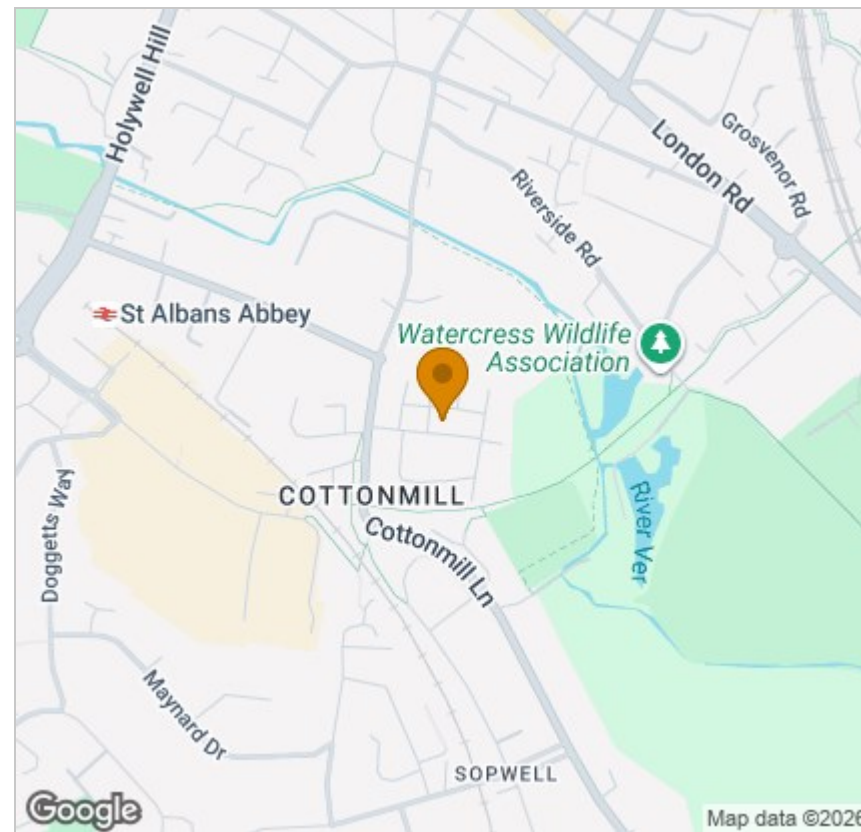 Holywell Hill
London Rd
Grosvenor Rd
Riverside Rd
St Albans Abbey
Watercress Wildlife
Association
COTTONMILL
Cottonmill Ln
River Ver
Doggetts Way
Maynard Dr
SOPWELL
Google
Map data ©2026